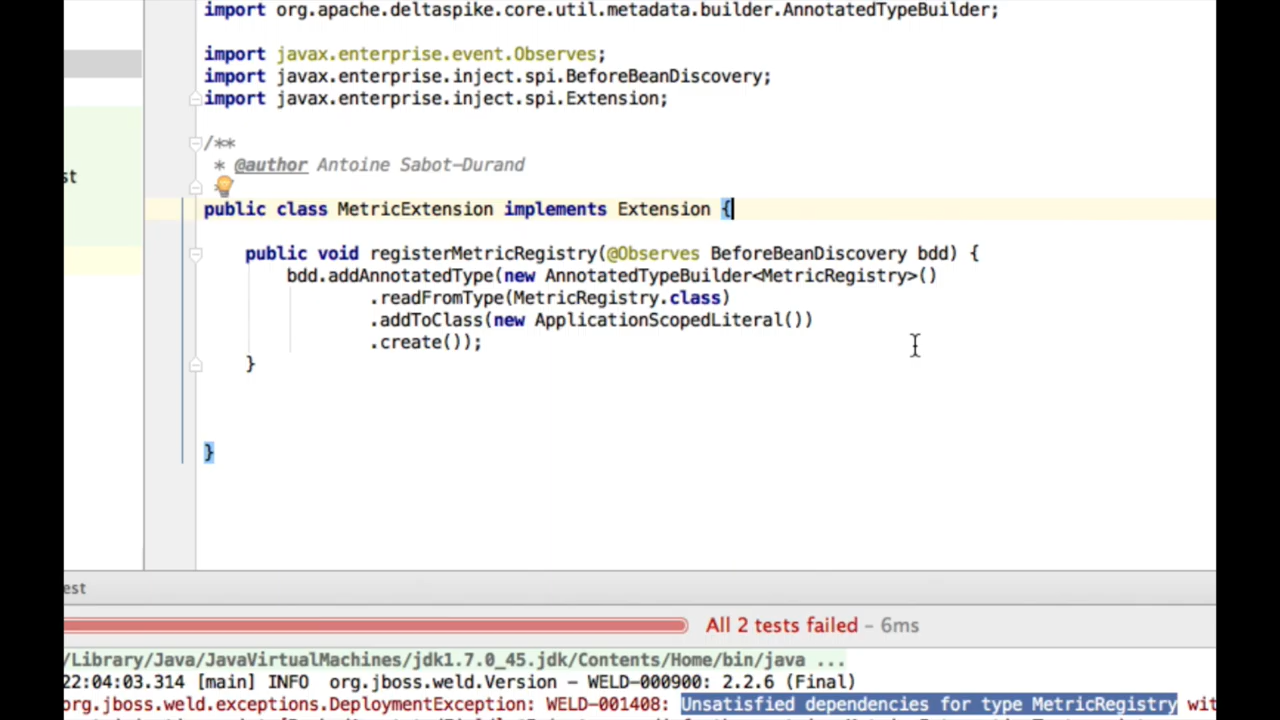 import org.apache.deltaspike.core.util.metadata.builder.AnnotatedTypeBuilder;
import javax.enterprise.event.Observes;
import javax.enterprise.inject.spi.BeforeBeanDiscovery;
import javax.enterprise.inject.spi.Extension;
/**
* @author Antoine Sabot-Durand
st
public class MetricExtension implements Extension {
public void registerMetricRegistry(@Observes BeforeBeanDiscovery bdd) {
bdd.addAnnotatedType(new AnnotatedTypeBuilder<MetricRegistry>()
.readFromType(MetricRegistry.class)
.addToClass(new ApplicationScopedLiteral())
.create());
}
}
est
All 2 tests failed – 6ms
/Library/Java/JavaVirtualMachines/jdk1.7.0_45.jdk/Contents/Home/bin/java ...
22:04:03.314 [main] INFO org.jboss.weld.Version - WELD-000900: 2.2.6 (Final)
org.jboss.weld.exceptions.DeploymentException: WELD-001408: Unsatisfied dependencies for type MetricRegistry wit